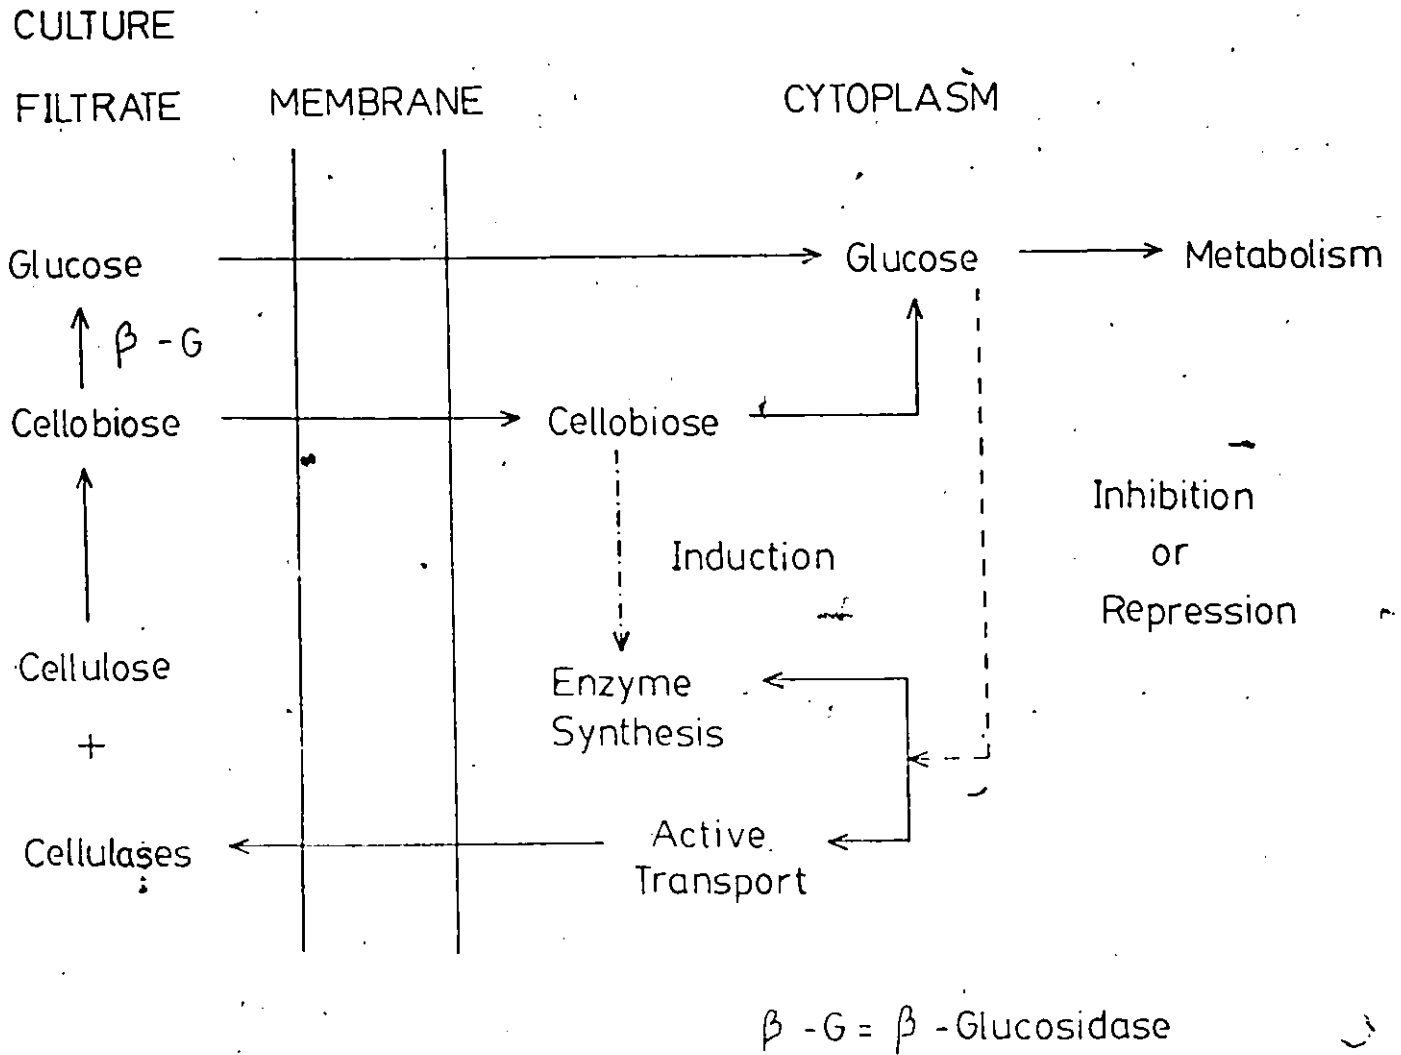 CULTURE
FILTRATE MEMBRANE CYTOPLASM
Glucose Glucose Metabolism
β - G
Cellobiose Cellobiose
Inhibition
Induction or
Repression
Cellulose Enzyme
+ Synthesis
Cellulases Active
Transport
β - G = β - Glucosidase